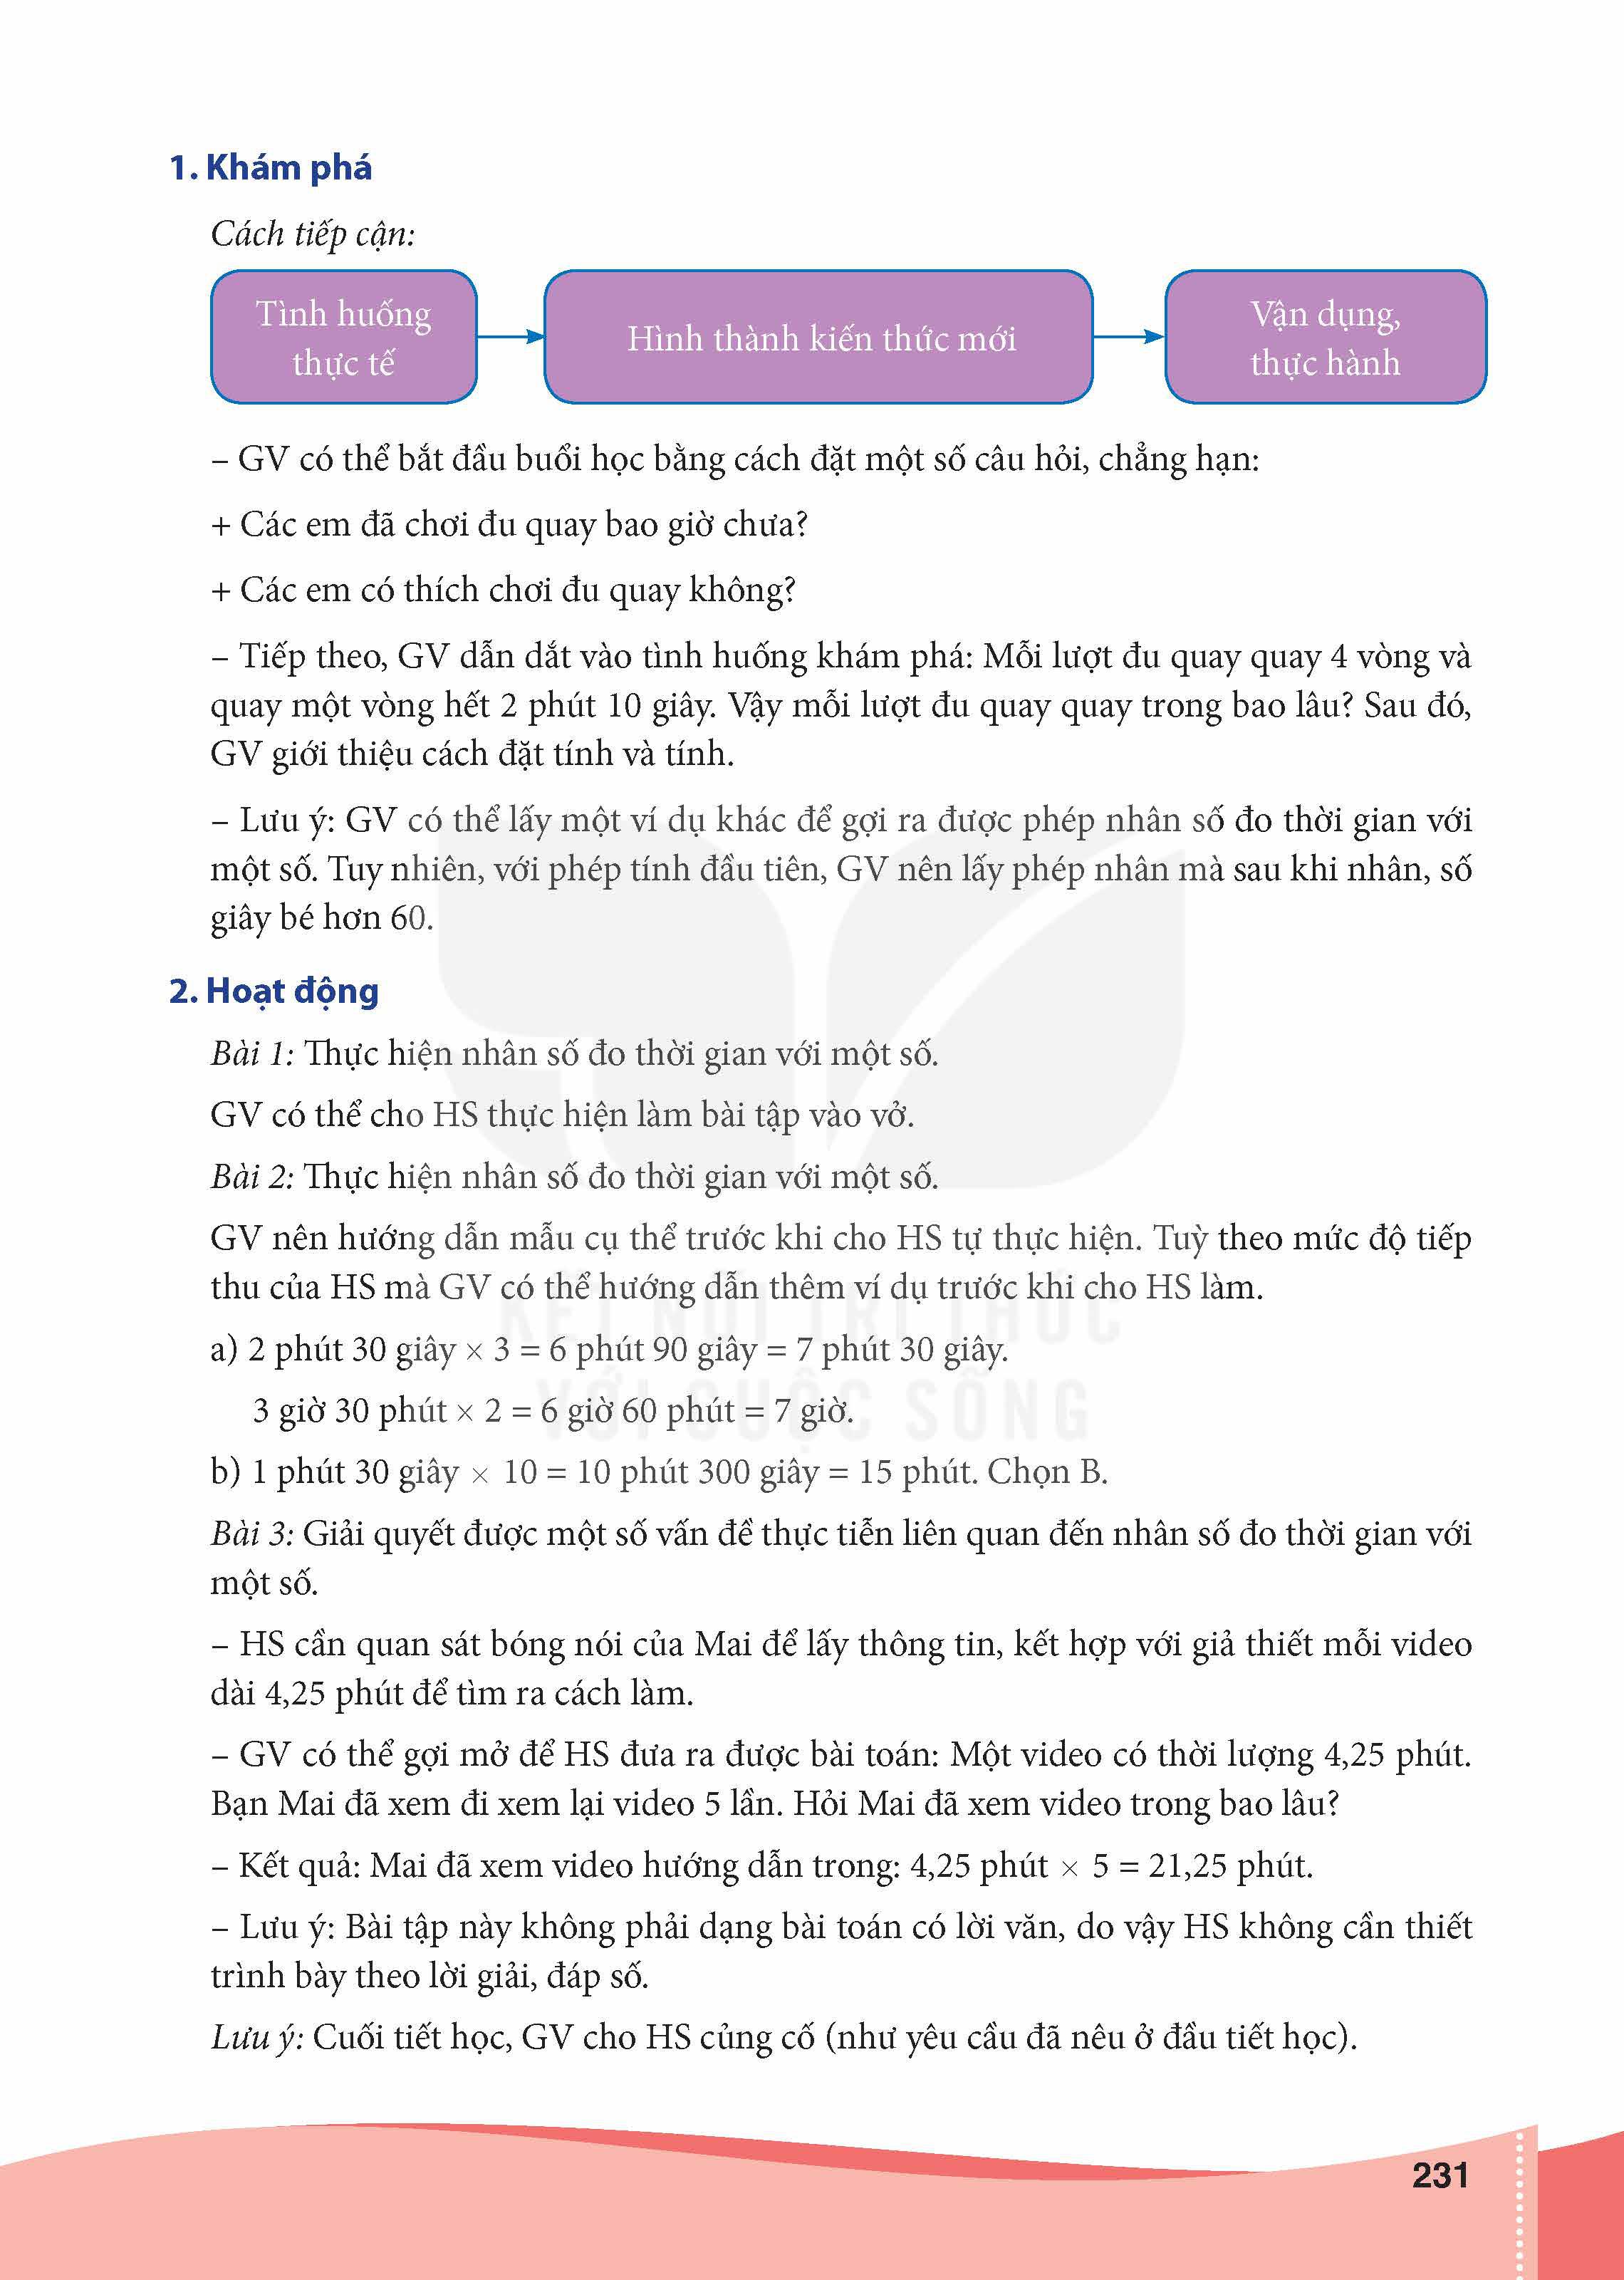 1. Khám phá
Cách tiếp cận:
Tình huống
thực tế
Hình thành kiến thức mới
Vận dụng,
thực hành
– GV có thể bắt đầu buổi học bằng cách đặt một số câu hỏi, chẳng hạn:
+ Các em đã chơi đu quay bao giờ chưa?
+ Các em có thích chơi đu quay không?
– Tiếp theo, GV dẫn dắt vào tình huống khám phá: Mỗi lượt đu quay quay 4 vòng và
quay một vòng hết 2 phút 10 giây. Vậy mỗi lượt đu quay quay trong bao lâu? Sau đó,
GV giới thiệu cách đặt tính và tính.
– Lưu ý: GV có thể lấy một ví dụ khác để gợi ra được phép nhân số đo thời gian với
một số. Tuy nhiên, với phép tính đầu tiên, GV nên lấy phép nhân mà sau khi nhân, số
giây bé hơn 60.
2. Hoạt động
Bài 1: Thực hiện nhân số đo thời gian với một số.
GV có thể cho HS thực hiện làm bài tập vào vở.
Bài 2: Thực hiện nhân số đo thời gian với một số.
GV nên hướng dẫn mẫu cụ thể trước khi cho HS tự thực hiện. Tuỳ theo mức độ tiếp
thu của HS mà GV có thể hướng dẫn thêm ví dụ trước khi cho HS làm.
KẾT NỐI TRI THỨC
a) 2 phút 30 giây × 3 = 6 phút 90 giây = 7 phút 30 giây.
VỚI CUỘC SỐNG
3 giờ 30 phút × 2 = 6 giờ 60 phút = 7 giờ.
b) 1 phút 30 giây × 10 = 10 phút 300 giây = 15 phút. Chọn B.
Bài 3: Giải quyết được một số vấn đề thực tiễn liên quan đến nhân số đo thời gian với
một số.
– HS cần quan sát bóng nói của Mai để lấy thông tin, kết hợp với giả thiết mỗi video
dài 4,25 phút để tìm ra cách làm.
– GV có thể gợi mở để HS đưa ra được bài toán: Một video có thời lượng 4,25 phút.
Bạn Mai đã xem đi xem lại video 5 lần. Hỏi Mai đã xem video trong bao lâu?
– Kết quả: Mai đã xem video hướng dẫn trong: 4,25 phút × 5 = 21,25 phút.
– Lưu ý: Bài tập này không phải dạng bài toán có lời văn, do vậy HS không cần thiết
trình bày theo lời giải, đáp số.
Lưu ý: Cuối tiết học, GV cho HS củng cố (như yêu cầu đã nêu ở đầu tiết học).
231